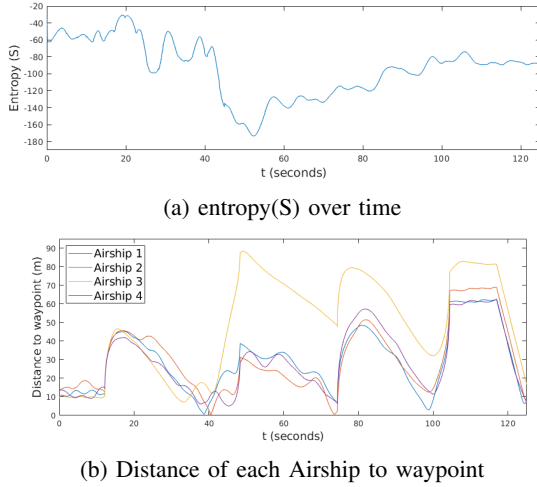 -20
-40
-60
-80
-100
-120
-140
-160
-180
Entropy (S)
0 20 40 60 80 100 120
t (seconds)
(a) entropy(S) over time
90
80
70
60
50
40
30
20
10
0
Distance to waypoint (m)
Airship 1
Airship 2
Airship 3
Airship 4
0 20 40 60 80 100 120
t (seconds)
(b) Distance of each Airship to waypoint